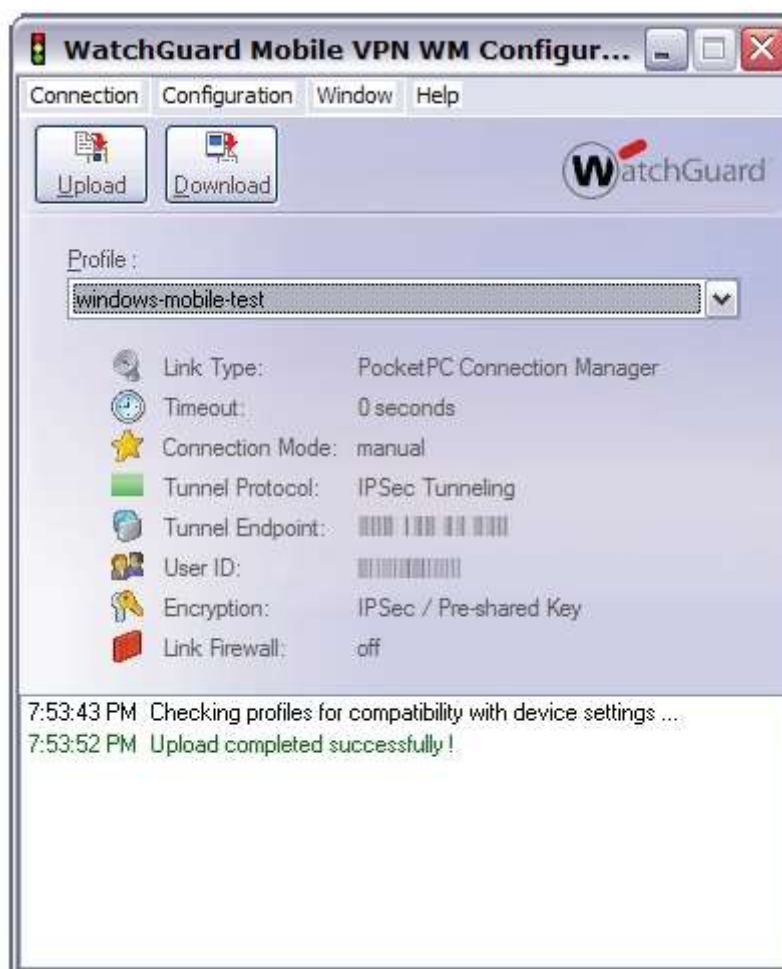 WatchGuard Mobile VPN WM Configur...
Connection Configuration Window Help
Upload Download WatchGuard
Profile :
windows-mobile-test
Link Type: PocketPC Connection Manager
Timeout: 0 seconds
Connection Mode: manual
Tunnel Protocol: IPSec Tunneling
Tunnel Endpoint:
User ID:
Encryption: IPSec / Pre-shared Key
Link Firewall: off
7:53:43 PM Checking profiles for compatibility with device settings ...
7:53:52 PM Upload completed successfully !